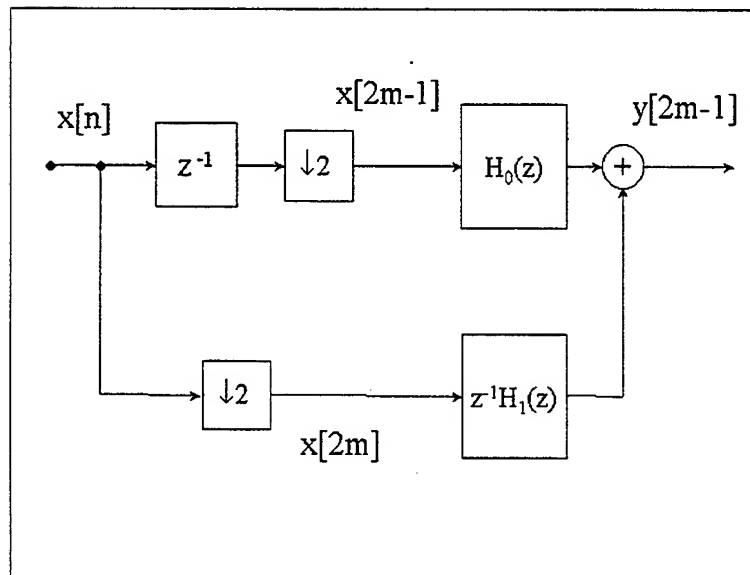 x[2m-1]
y[2m-1]
x[n]
z⁻¹
↓2
H₀(z)
+
↓2
z⁻¹H₁(z)
x[2m]